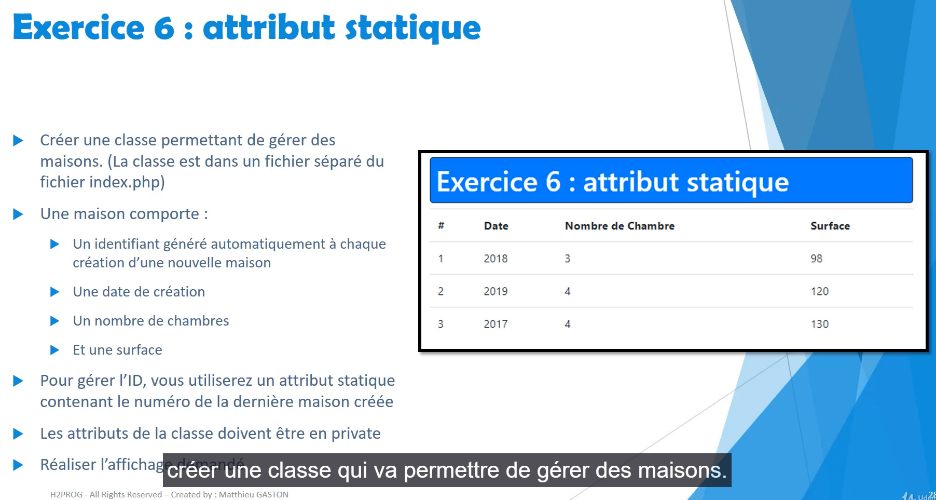 Exercice 6 : attribut statique
Créer une classe permettant de gérer des
maisons. (La classe est dans un fichier séparé du
fichier index.php)
Une maison comporte :
Un identifiant généré automatiquement à chaque
création d'une nouvelle maison
Une date de création
Un nombre de chambres
Et une surface
Pour gérer l'ID, vous utiliserez un attribut statique
contenant le numéro de la dernière maison créée
Les attributs de la classe doivent être en private
Réaliser l'affichage demandé
Exercice 6 : attribut statique
# Date Nombre de Chambre Surface
1 2018 3 98
2 2019 4 120
3 2017 4 130
créer une classe qui va permettre de gérer des maisons.
H2PROG - All Rights Reserved – Created by : Matthieu GASTON